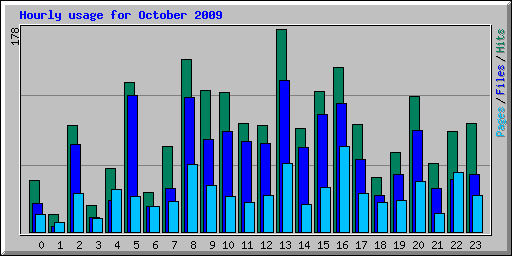 Hourly usage for October 2009
178
Pages/Files/Hits
0 1 2 3 4 5 6 7 8 9 10 11 12 13 14 15 16 17 18 19 20 21 22 23